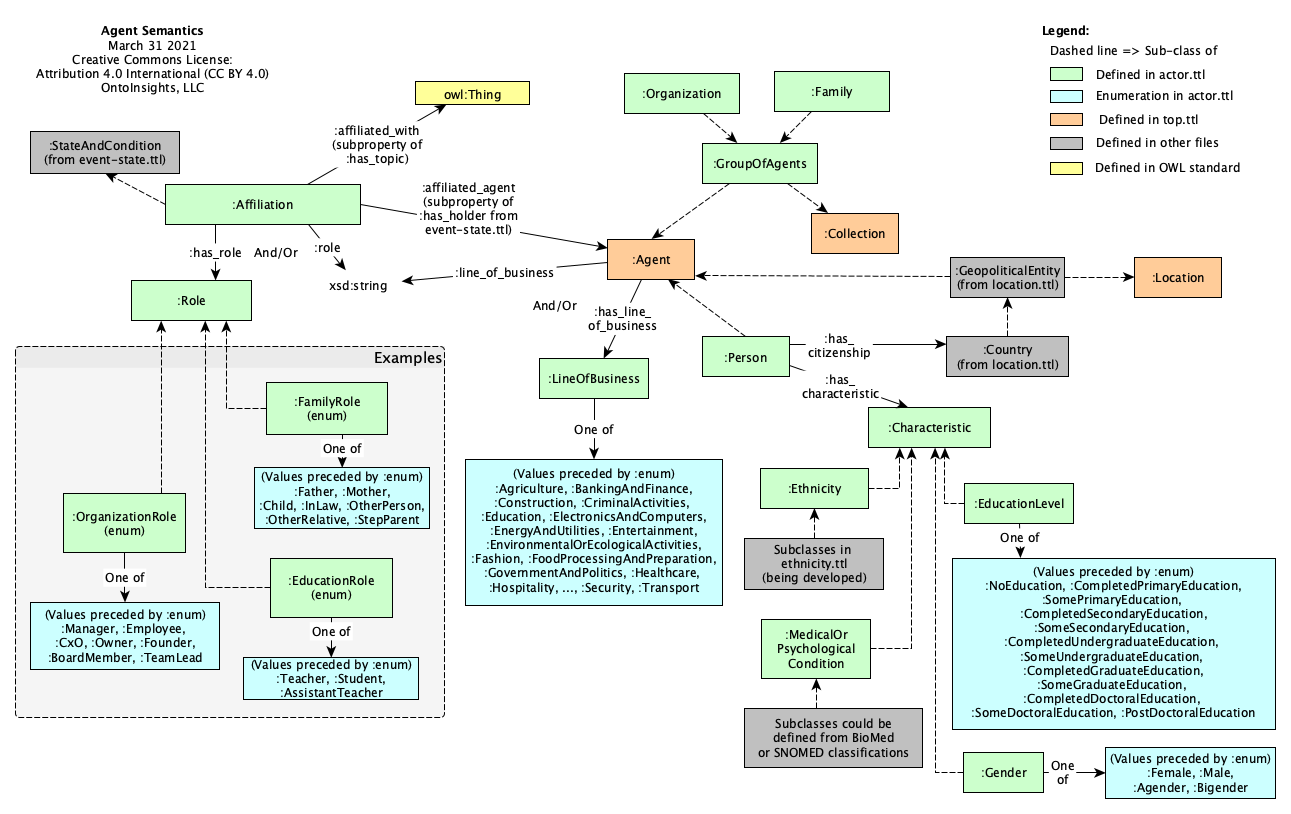 Agent Semantics
March 31 2021
Creative Commons License:
Attribution 4.0 International (CC BY 4.0)
OntoInsights, LLC
Legend:
Dashed line => Sub-class of
Defined in actor.ttl
Enumeration in actor.ttl
Defined in top.ttl
Defined in other files
Defined in OWL standard
owl:Thing
:Organization
:Family
:affiliated_with
(subproperty of
:has_topic)
:StateAndCondition
(from event-state.ttl)
:GroupOfAgents
:Affiliation
:affiliated_agent
(subproperty of
:has_holder from
event-state.ttl)
:Collection
:has_role
And/Or
:role
:Agent
:line_of_business
xsd:string
:GeopoliticalEntity
(from location.ttl)
:Location
:Role
And/Or
:has_line_
of_business
:Person
:has_
citizenship
:Country
(from location.ttl)
:has_
characteristic
Examples
:LineOfBusiness
:FamilyRole
(enum)
One of
(Values preceded by :enum)
:Father, :Mother,
:Child, :InLaw, :OtherPerson,
:OtherRelative, :StepParent
One of
(Values preceded by :enum)
:Agriculture, :BankingAndFinance,
:Construction, :CriminalActivities,
:Education, :ElectronicsAndComputers,
:EnergyAndUtilities, :Entertainment,
:EnvironmentalOrEcologicalActivities,
:Fashion, :FoodProcessingAndPreparation,
:GovernmentAndPolitics, :Healthcare,
:Hospitality, ..., :Security, :Transport
:Characteristic
:OrganizationRole
(enum)
One of
(Values preceded by :enum)
:Manager, :Employee,
:CxO, :Owner, :Founder,
:BoardMember, :TeamLead
:EducationRole
(enum)
One of
(Values preceded by :enum)
:Teacher, :Student,
:AssistantTeacher
:Ethnicity
Subclasses in
ethnicity.ttl
(being developed)
:EducationLevel
One of
(Values preceded by :enum)
:NoEducation, :CompletedPrimaryEducation,
:SomePrimaryEducation,
:CompletedSecondaryEducation,
:SomeSecondaryEducation,
:CompletedUndergraduateEducation,
:SomeUndergraduateEducation,
:CompletedGraduateEducation,
:SomeGraduateEducation,
:CompletedDoctoralEducation,
:SomeDoctoralEducation, :PostDoctoralEducation
:MedicalOr
Psychological
Condition
Subclasses could be
defined from BioMed
or SNOMED classifications
:Gender
One
of
(Values preceded by :enum)
:Female, :Male,
:Agender, :Bigender